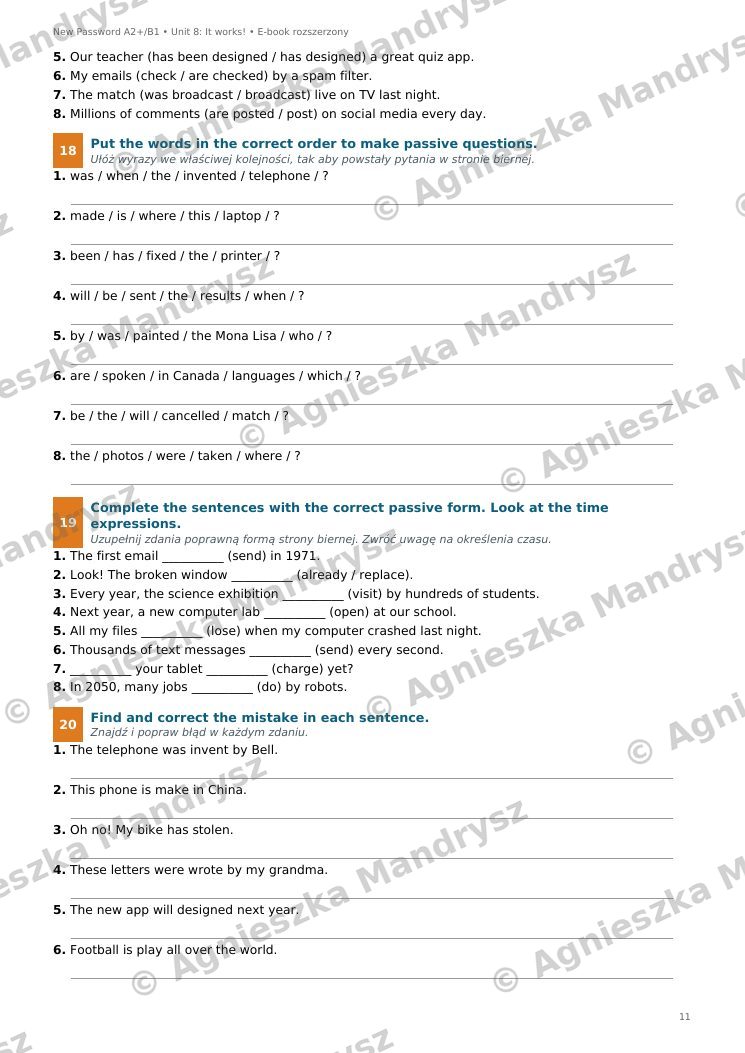 New Password A2+/B1 • Unit 8: It works! • E-book rozszerzony
5. Our teacher (has been designed / has designed) a great quiz app.
6. My emails (check / are checked) by a spam filter.
7. The match (was broadcast / broadcast) live on TV last night.
8. Millions of comments (are posted / post) on social media every day.
18 Put the words in the correct order to make passive questions.
Ułóż wyrazy we właściwej kolejności, tak aby powstały pytania w stronie biernej.
1. was / when / the / invented / telephone / ?
2. made / is / where / this / laptop / ?
3. been / has / fixed / the / printer / ?
4. will / be / sent / the / results / when / ?
5. by / was / painted / the Mona Lisa / who / ?
6. are / spoken / in Canada / languages / which / ?
7. be / the / will / cancelled / match / ?
8. the / photos / were / taken / where / ?
19 Complete the sentences with the correct passive form. Look at the time
expressions.
Uzupełnij zdania poprawną formą strony biernej. Zwróć uwagę na określenia czasu.
1. The first email __________ (send) in 1971.
2. Look! The broken window __________ (already / replace).
3. Every year, the science exhibition __________ (visit) by hundreds of students.
4. Next year, a new computer lab __________ (open) at our school.
5. All my files __________ (lose) when my computer crashed last night.
6. Thousands of text messages __________ (send) every second.
7. __________ your tablet __________ (charge) yet?
8. In 2050, many jobs __________ (do) by robots.
20 Find and correct the mistake in each sentence.
Znajdź i popraw błąd w każdym zdaniu.
1. The telephone was invent by Bell.
2. This phone is make in China.
3. Oh no! My bike has stolen.
4. These letters were wrote by my grandma.
5. The new app will designed next year.
6. Football is play all over the world.
11
© Agnieszka Mandrysz